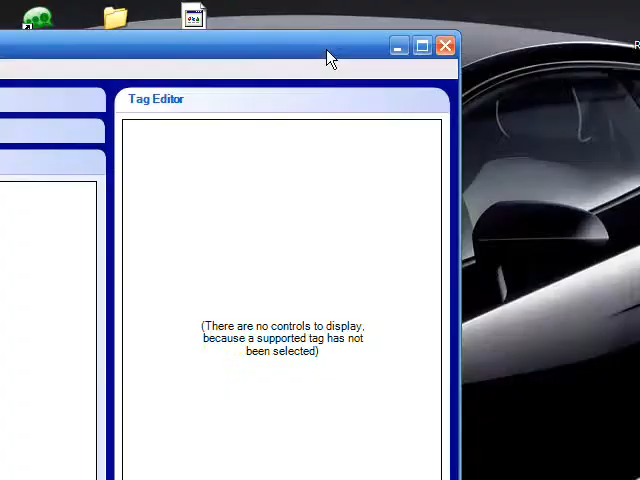 R
Tag Editor
(There are no controls to display,
because a supported tag has not
been selected)